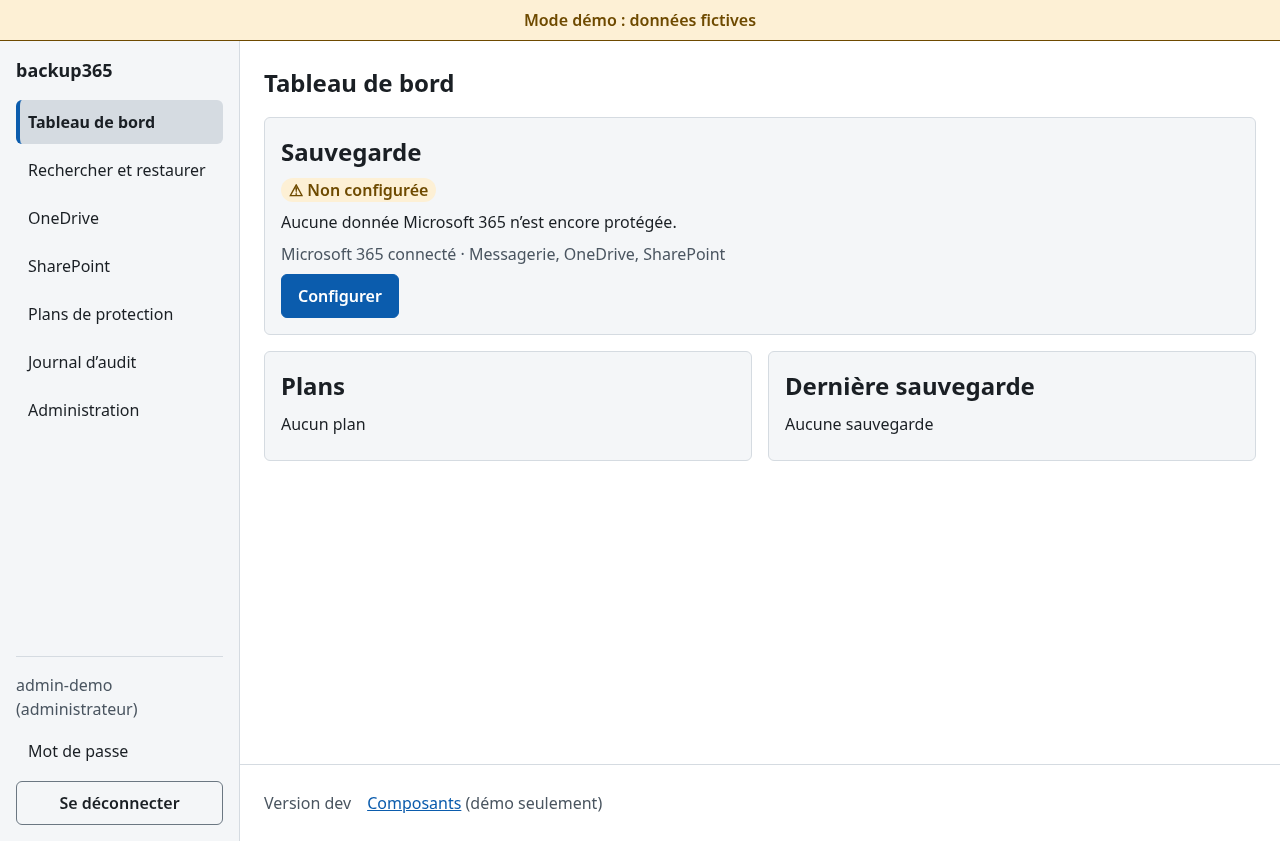 Mode démo : données fictives
backup365
Tableau de bord
Rechercher et restaurer
OneDrive
SharePoint
Plans de protection
Journal d’audit
Administration
admin-demo
(administrateur)
Mot de passe
Se déconnecter
Tableau de bord
Sauvegarde
⚠ Non configurée
Aucune donnée Microsoft 365 n’est encore protégée.
Microsoft 365 connecté · Messagerie, OneDrive, SharePoint
Configurer
Plans
Aucun plan
Dernière sauvegarde
Aucune sauvegarde
Version dev Composants (démo seulement)